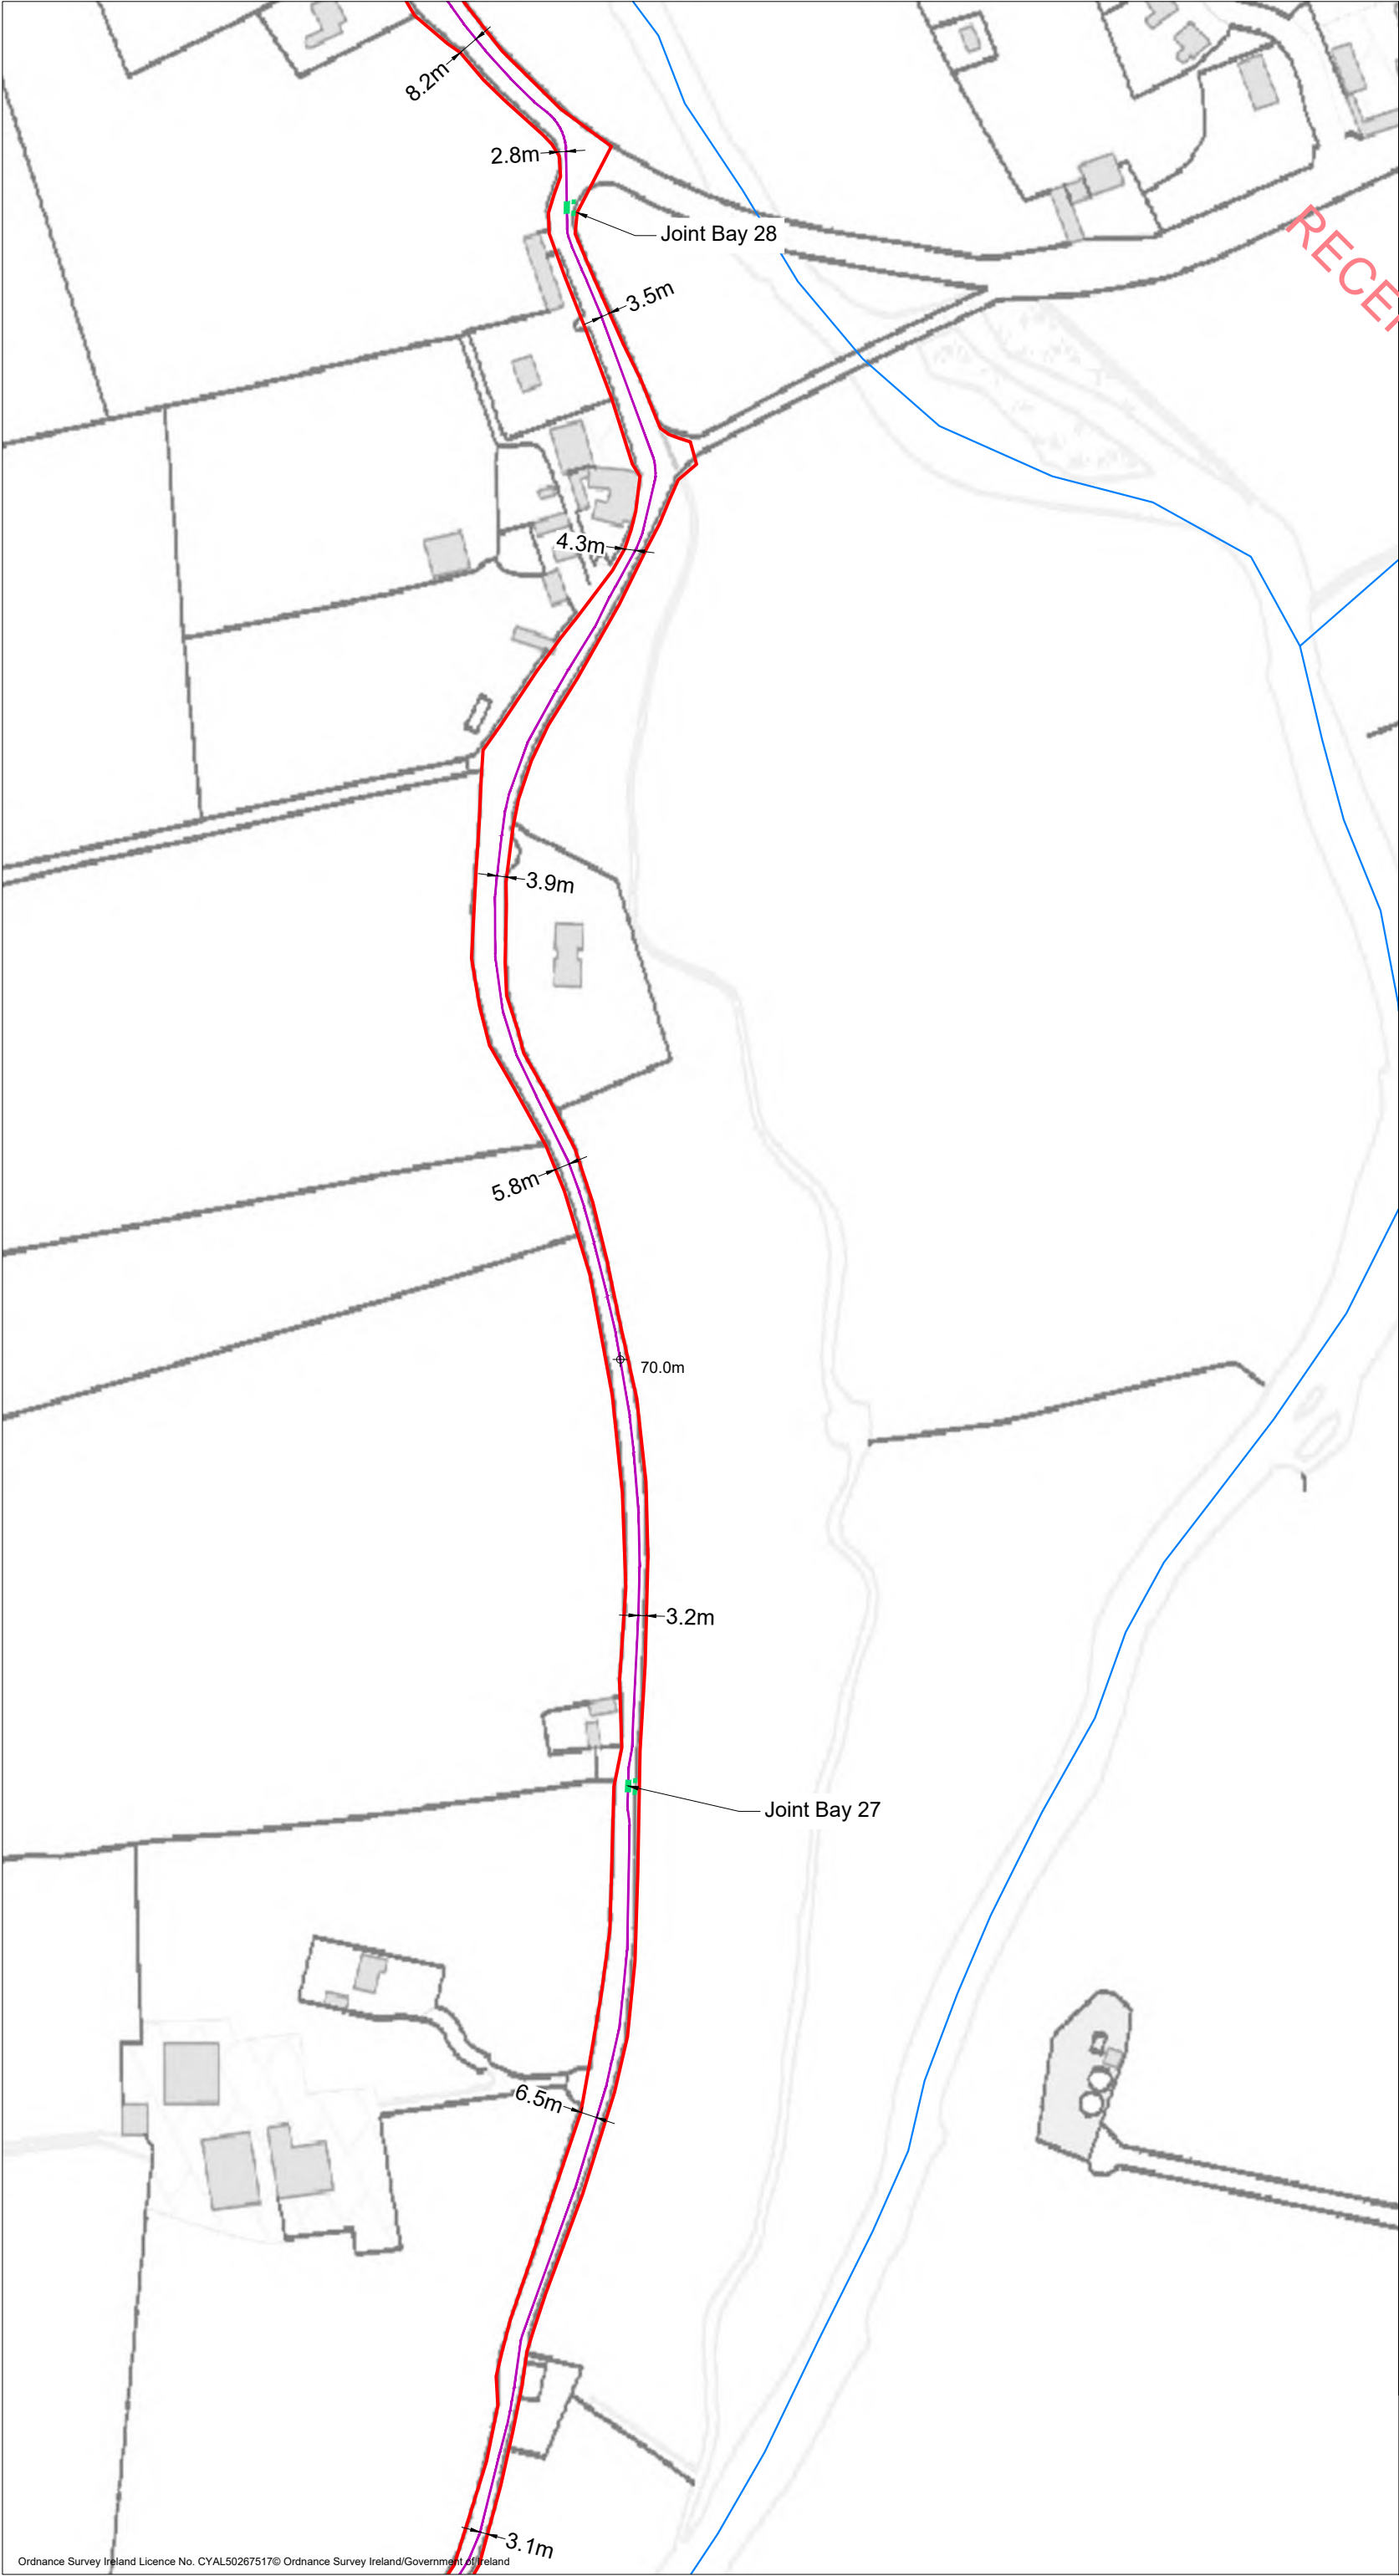 8.2m
2.8m
Joint Bay 28
3.5m
4.3m
3.9m
5.8m
70.0m
3.2m
Joint Bay 27
6.5m
3.1m
Ordnance Survey Ireland Licence No. CYAL50267517© Ordnance Survey Ireland/Government of Ireland